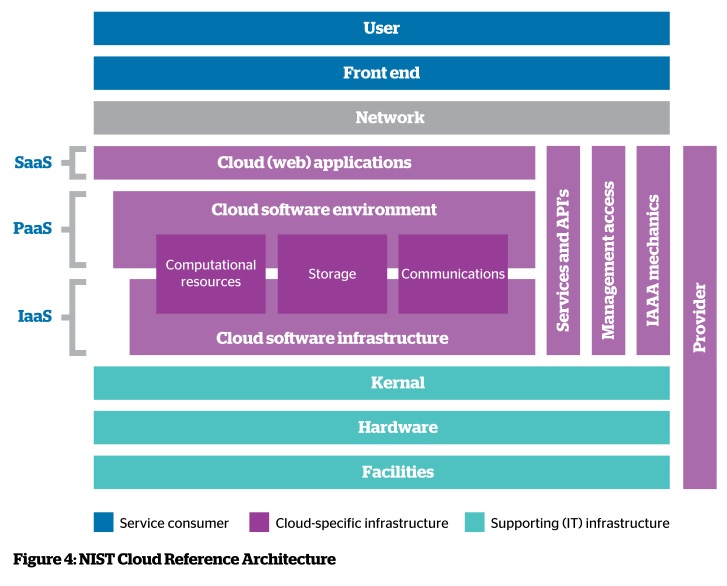 User
Front end
Network
SaaS
Cloud (web) applications
PaaS
Cloud software environment
Computational
resources
Storage
Communications
IaaS
Cloud software infrastructure
Services and API's
Management access
IAAA mechanics
Provider
Kernal
Hardware
Facilities
Service consumer
Cloud-specific infrastructure
Supporting (IT) infrastructure
Figure 4: NIST Cloud Reference Architecture